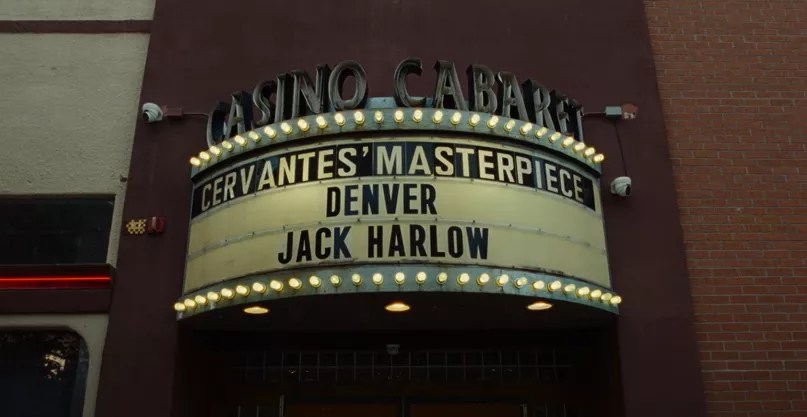 CASINO CABARET
CERVANTES' MASTERPIECE
DENVER
JACK HARLOW